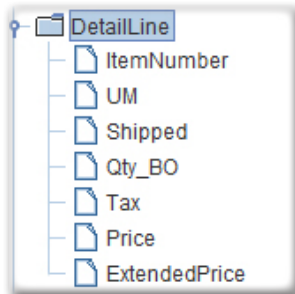 DetailLine
ItemNumber
UM
Shipped
Qty_BO
Tax
Price
ExtendedPrice